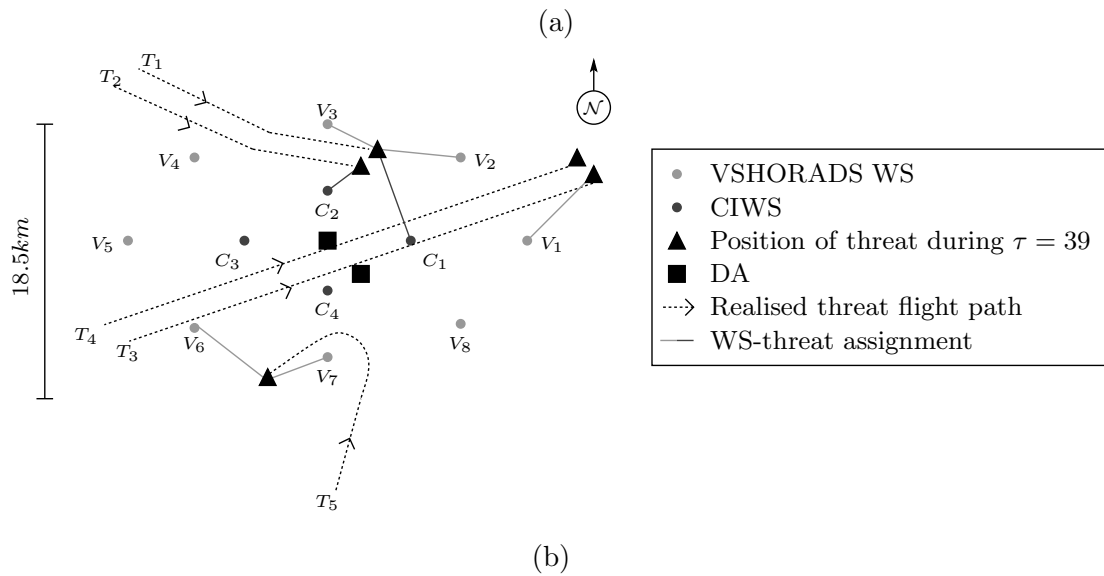 (a)
T₁
T₂
N
V₃
V₄
V₂
VSHORADS WS
C₂
CIWS
V₅
C₃
C₁
V₁
Position of threat during τ = 39
18.5km
DA
C₄
Realised threat flight path
T₄
T₃
V₆
V₈
WS-threat assignment
V₇
T₅
(b)